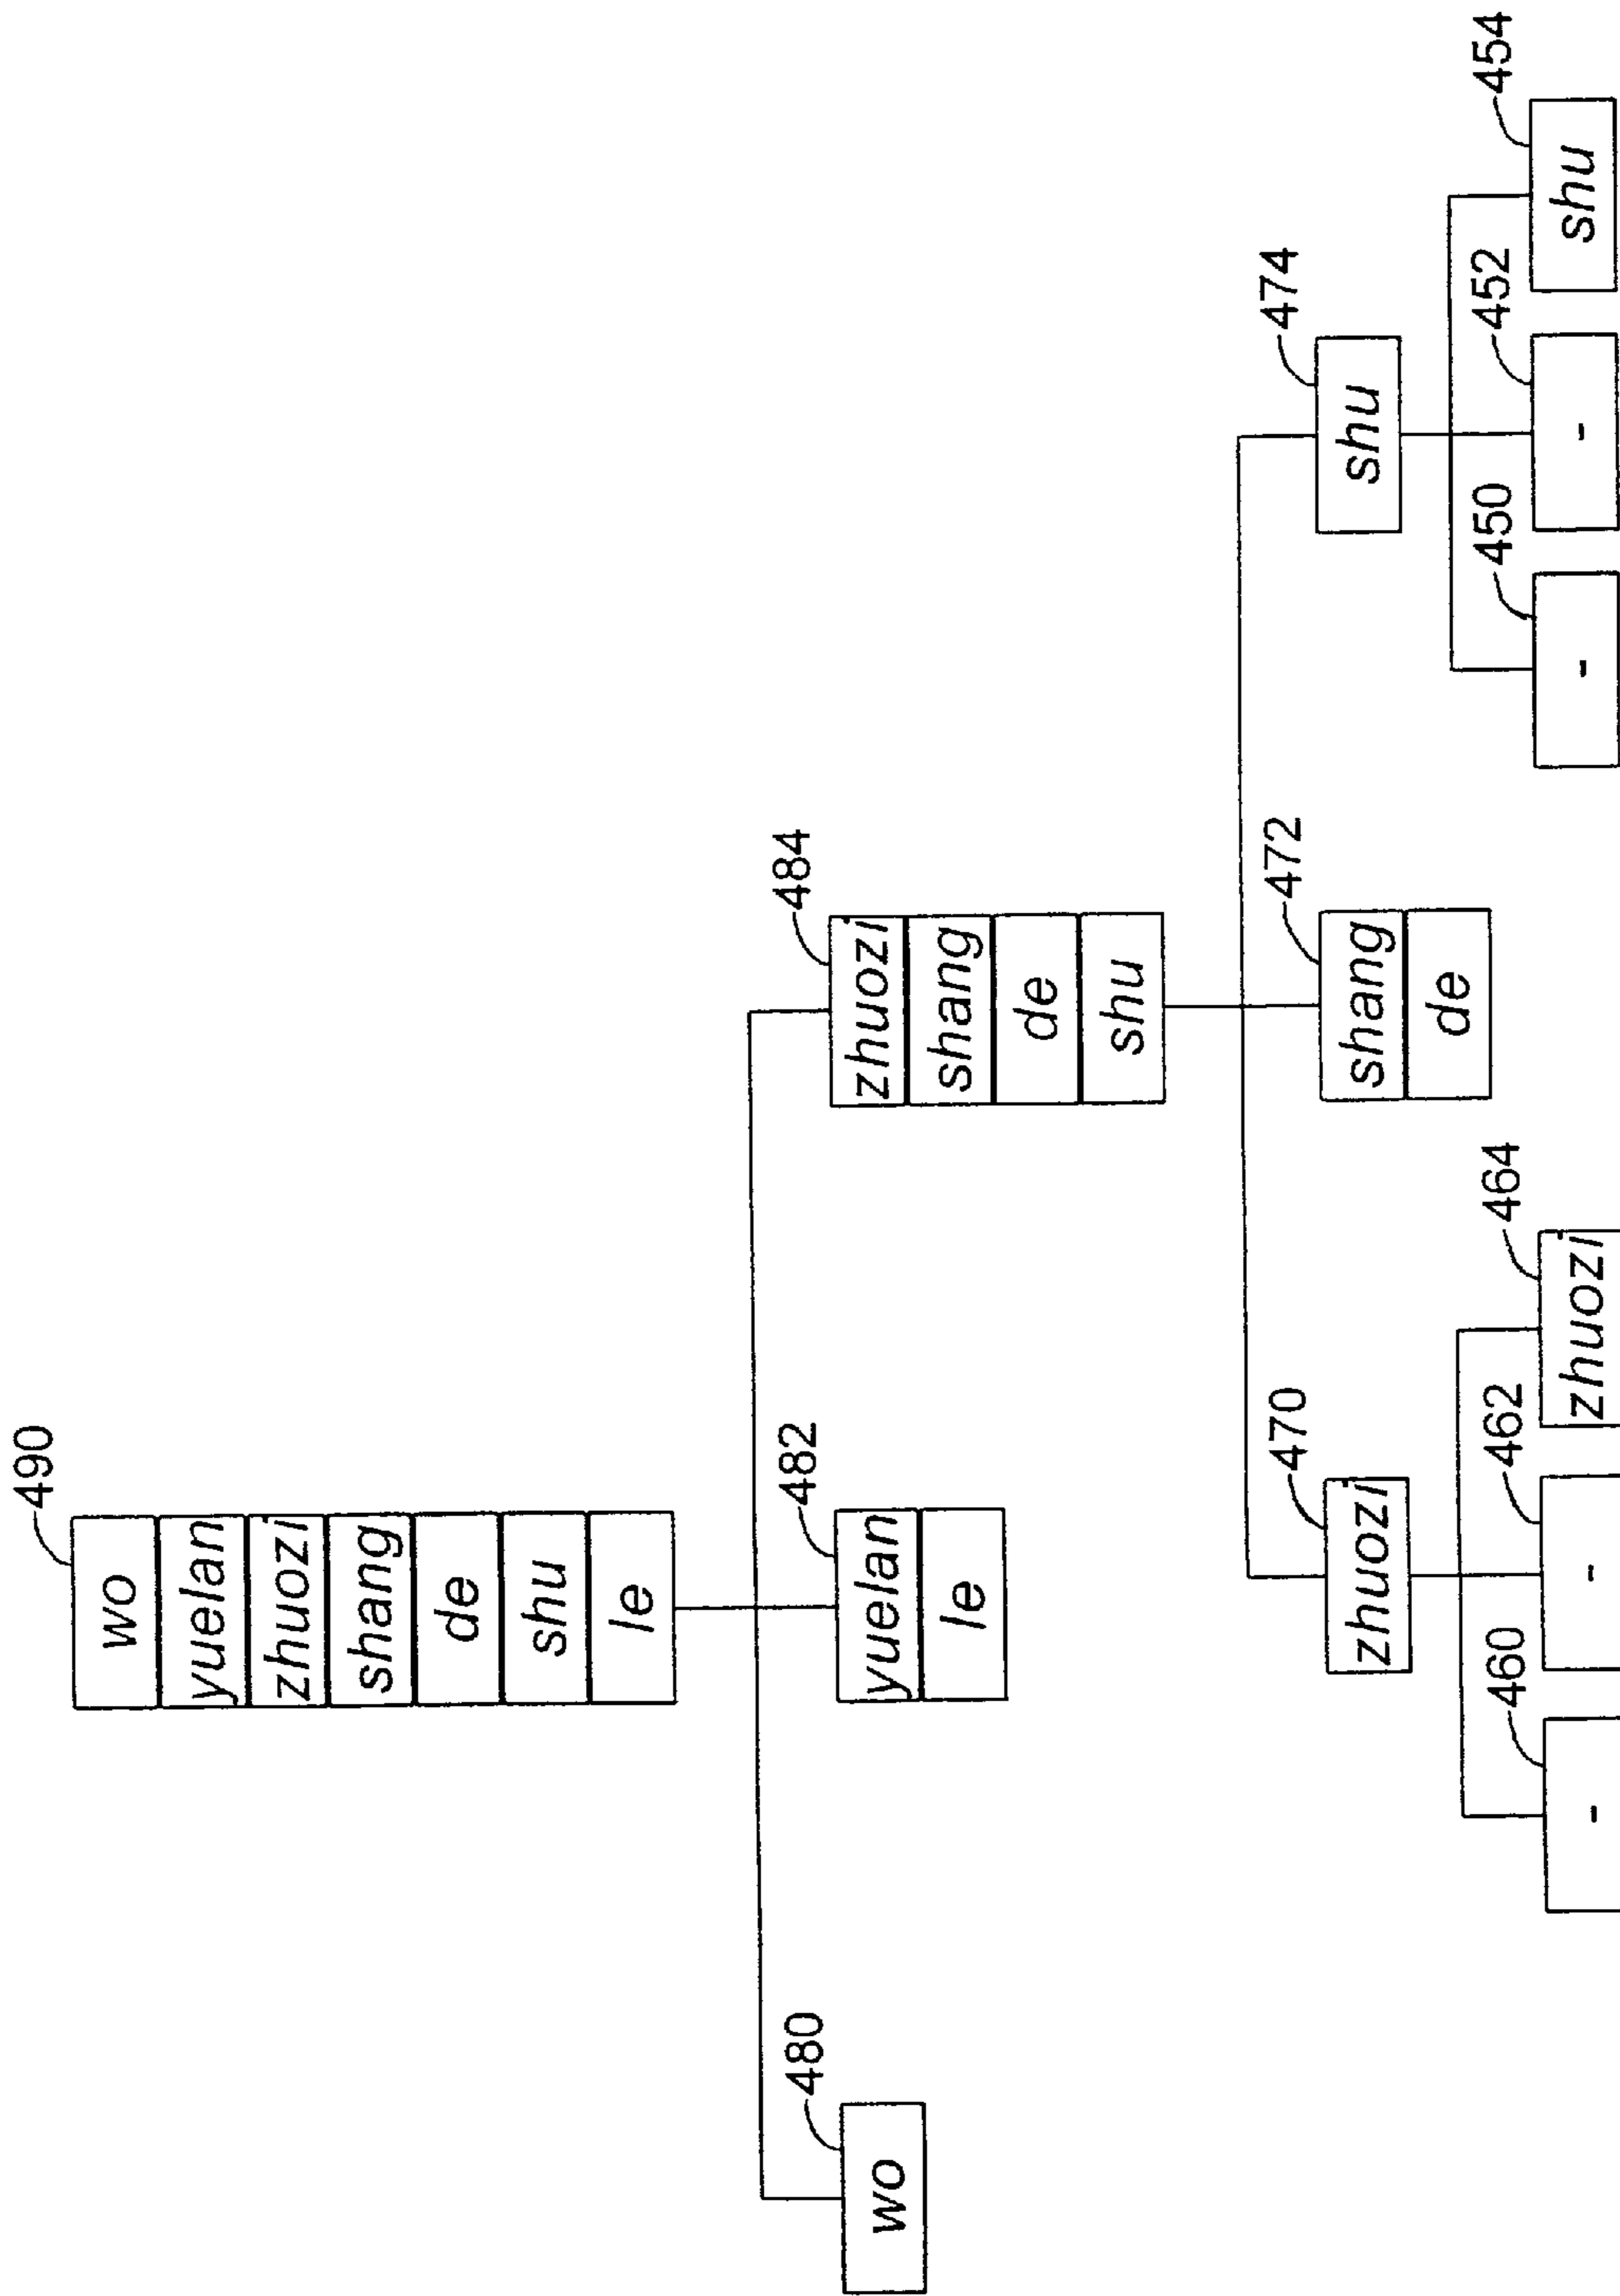 490
wo
yuelan
zhuozi
shang
de
shu
le
480
wo
482
yuelan
le
484
zhuozi
shang
de
shu
470
zhuozi
472
shang
de
474
shu
460
-
462
-
464
zhuozi
450
-
452
-
454
shu